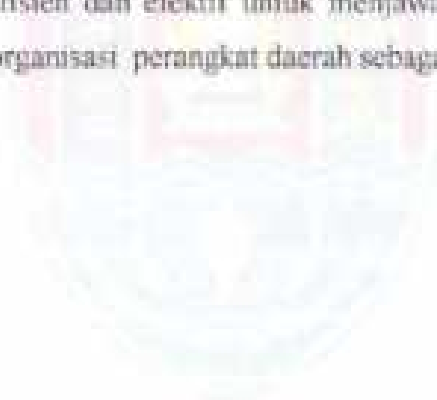 dan efektif untuk menjawa
organisasi perangkat daerah sebaga